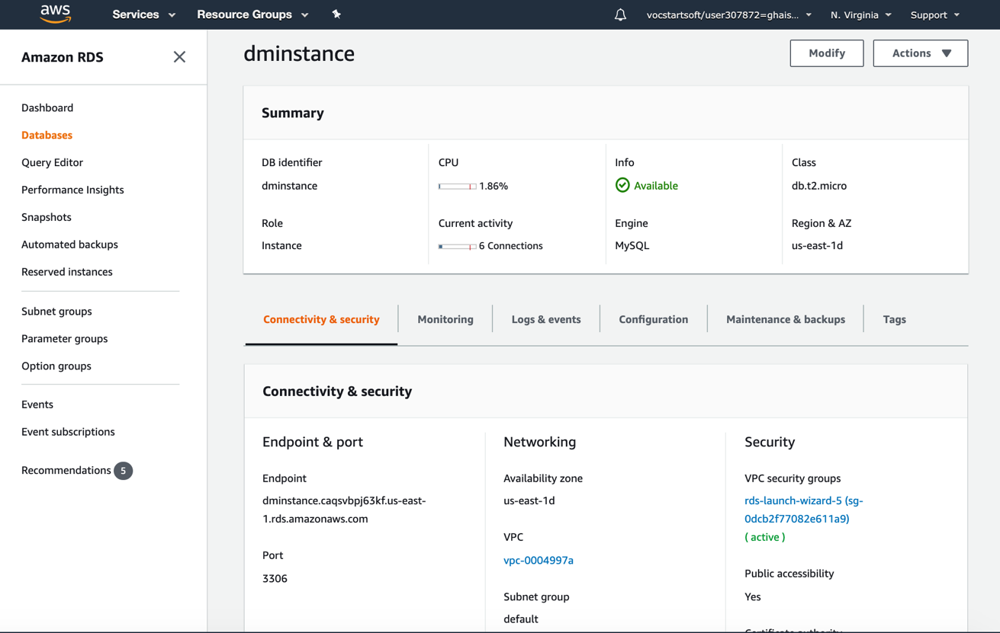 aws
Services
Resource Groups
vocstartsoft/user307872=ghais...
N. Virginia
Support
Amazon RDS
Dashboard
Databases
Query Editor
Performance Insights
Snapshots
Automated backups
Reserved instances
Subnet groups
Parameter groups
Option groups
Events
Event subscriptions
Recommendations 5
dminstance
Modify
Actions
Summary
DB identifier
dminstance
CPU
1.86%
Info
Available
Class
db.t2.micro
Role
Instance
Current activity
6 Connections
Engine
MySQL
Region & AZ
us-east-1d
Connectivity & security
Monitoring
Logs & events
Configuration
Maintenance & backups
Tags
Connectivity & security
Endpoint & port
Endpoint
dminstance.caqsvbpj63kf.us-east-
1.rds.amazonaws.com
Port
3306
Networking
Availability zone
us-east-1d
VPC
vpc-0004997a
Subnet group
default
Security
VPC security groups
rds-launch-wizard-5 (sg-
0dcb2f77082e611a9)
( active )
Public accessibility
Yes
Certificate authority